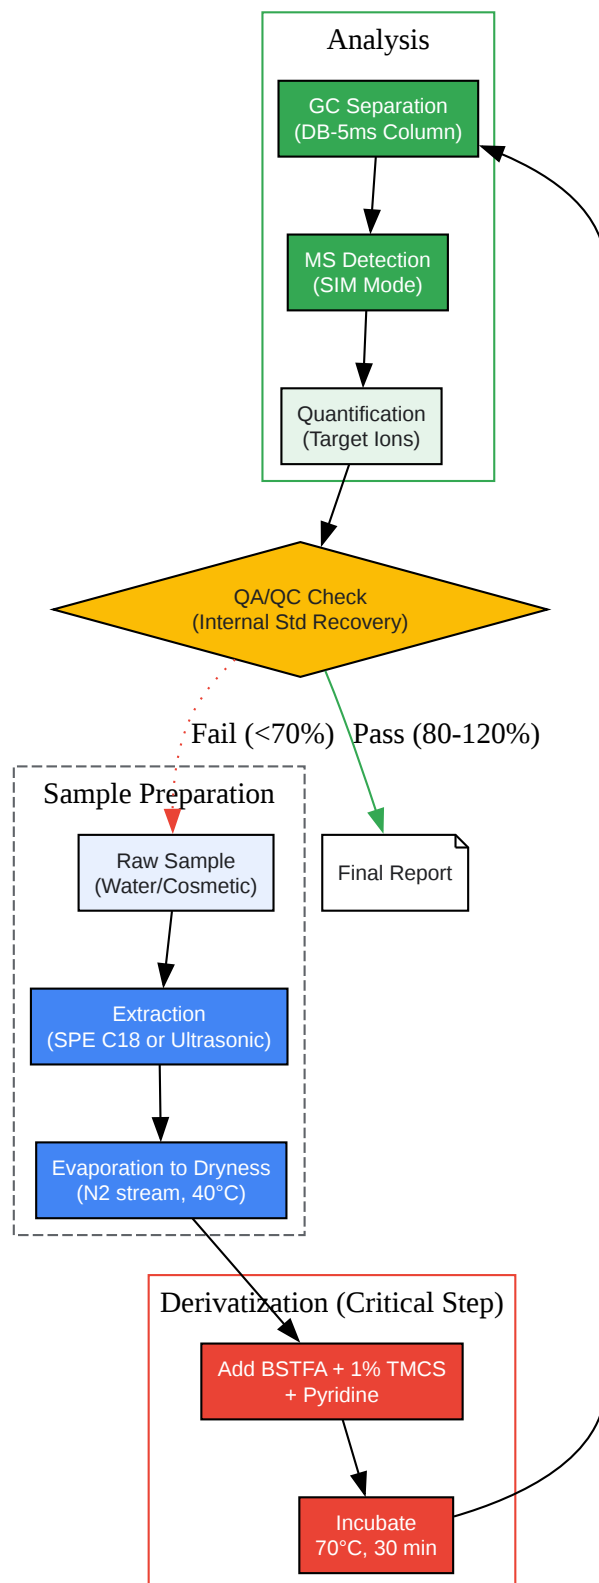 Analysis
GC Separation
(DB-5ms Column)
MS Detection
(SIM Mode)
Quantification
(Target Ions)
QA/QC Check
(Internal Std Recovery)
Fail (<70%)
Pass (80-120%)
Sample Preparation
Raw Sample
(Water/Cosmetic)
Final Report
Extraction
(SPE C18 or Ultrasonic)
Evaporation to Dryness
(N2 stream, 40°C)
Derivatization (Critical Step)
Add BSTFA + 1% TMCS
+ Pyridine
Incubate
70°C, 30 min